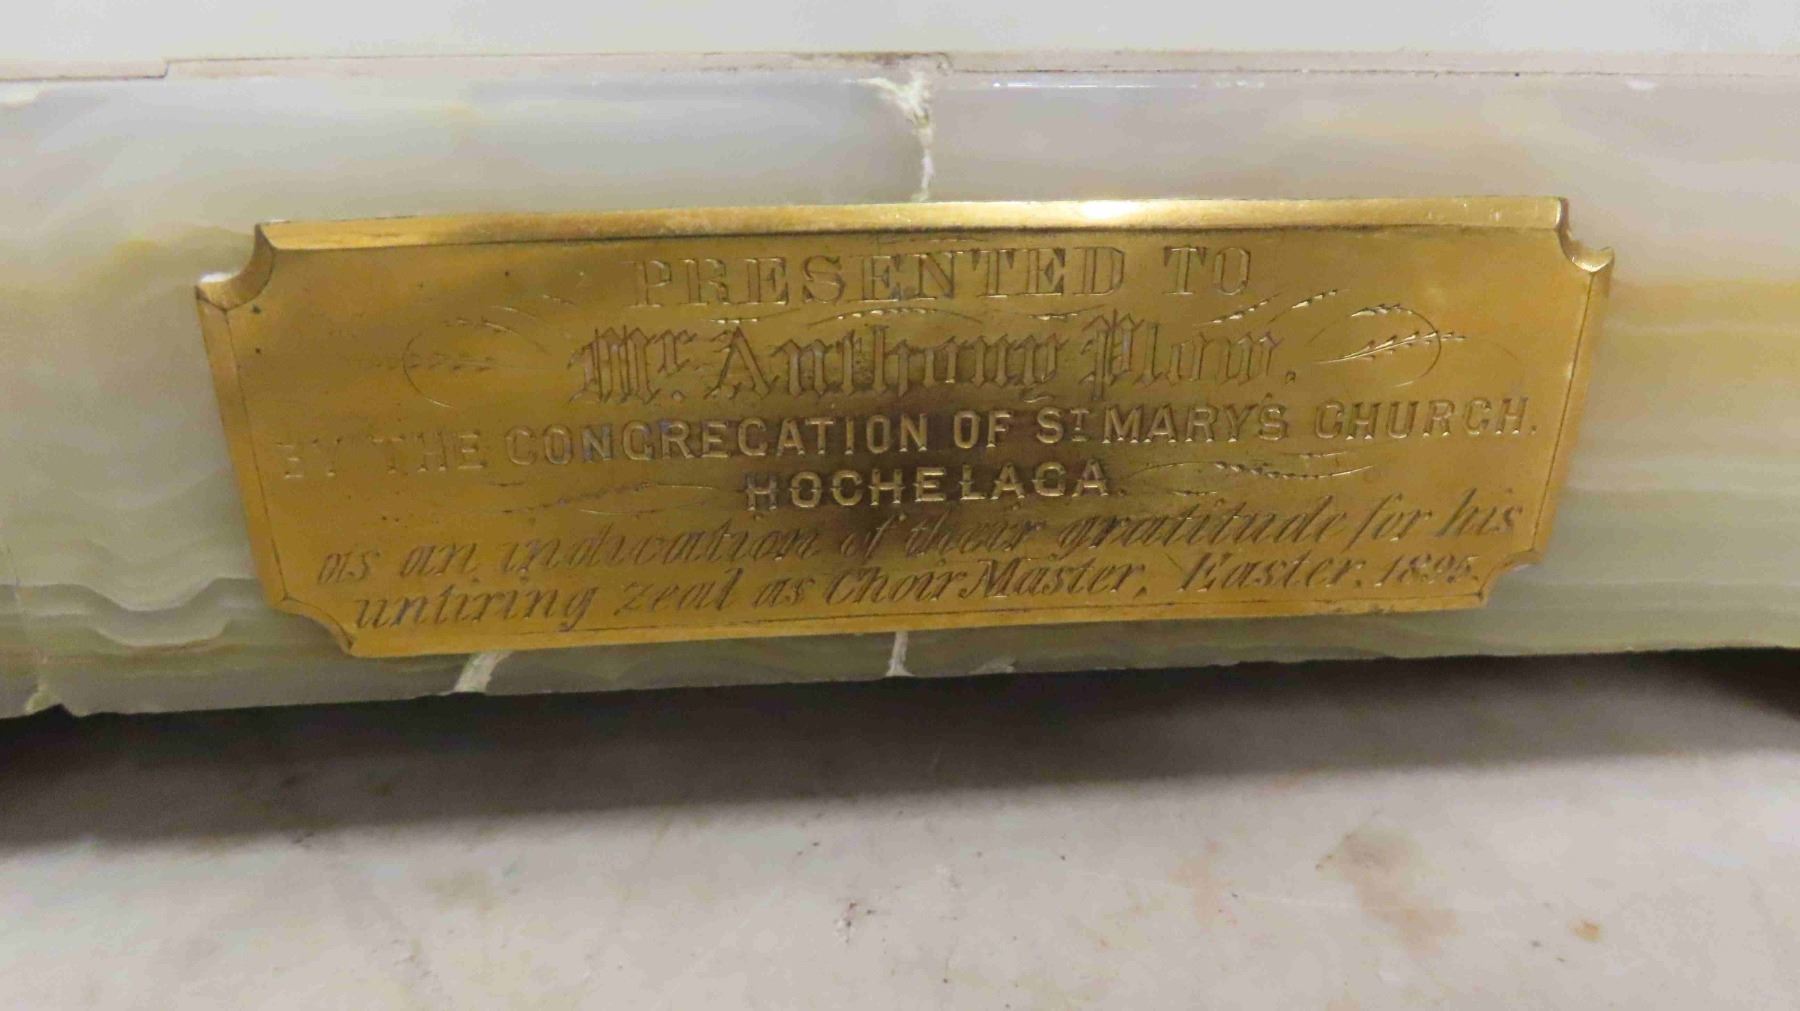 PRESENTED TO
Mr. Anthony Plow.
BY THE CONGREGATION OF ST MARY'S CHURCH.
HOCHELAGA.
as an indication of their gratitude for his
untiring zeal as Choir Master, Easter, 1895.